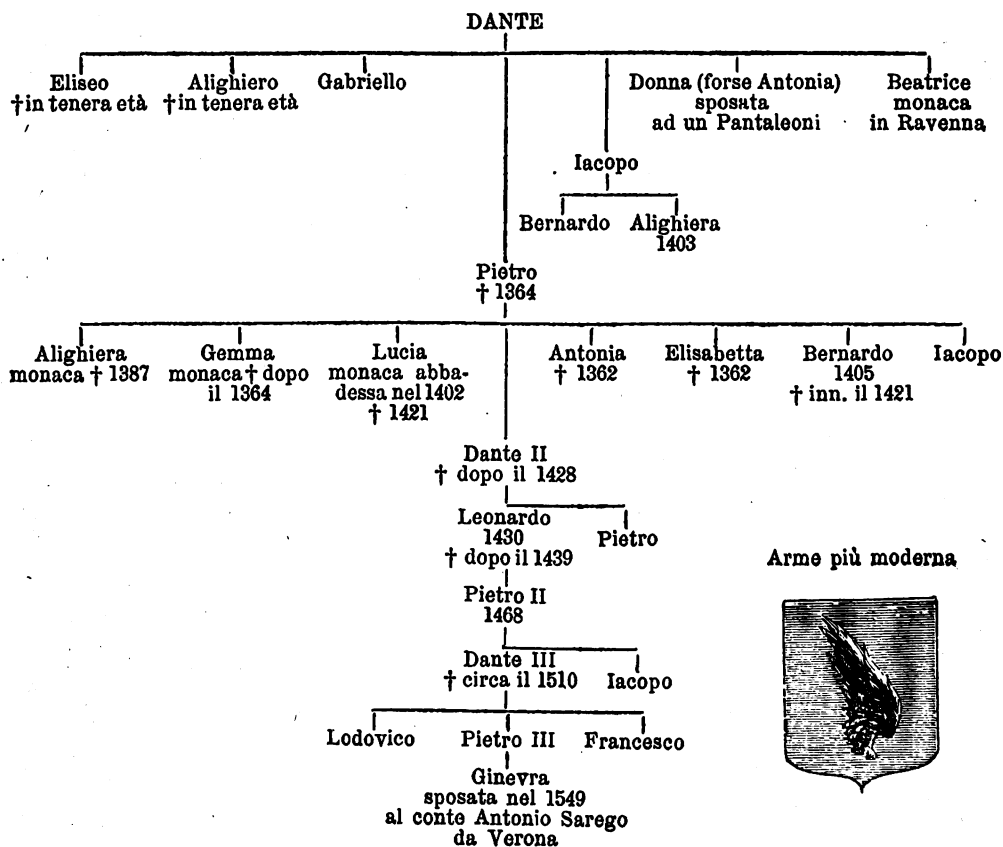 DANTE
Eliseo
† in tenera età
Alighiero
† in tenera età
Gabriello
Donna (forse Antonia)
sposata
ad un Pantaleoni
Beatrice
monaca
in Ravenna
Iacopo
Bernardo
Alighiera
1403
Pietro
† 1364
Alighiera
monaca † 1387
Gemma
monaca † dopo
il 1364
Lucia
monaca abba-
dessa nel 1402
† 1421
Antonia
† 1362
Elisabetta
† 1362
Bernardo
1405
† inn. il 1421
Iacopo
Dante II
† dopo il 1428
Leonardo
1430
† dopo il 1439
Pietro
Arme più moderna
Pietro II
1468
Dante III
† circa il 1510
Iacopo
Lodovico
Pietro III
Francesco
Ginevra
sposata nel 1549
al conte Antonio Sarego
da Verona